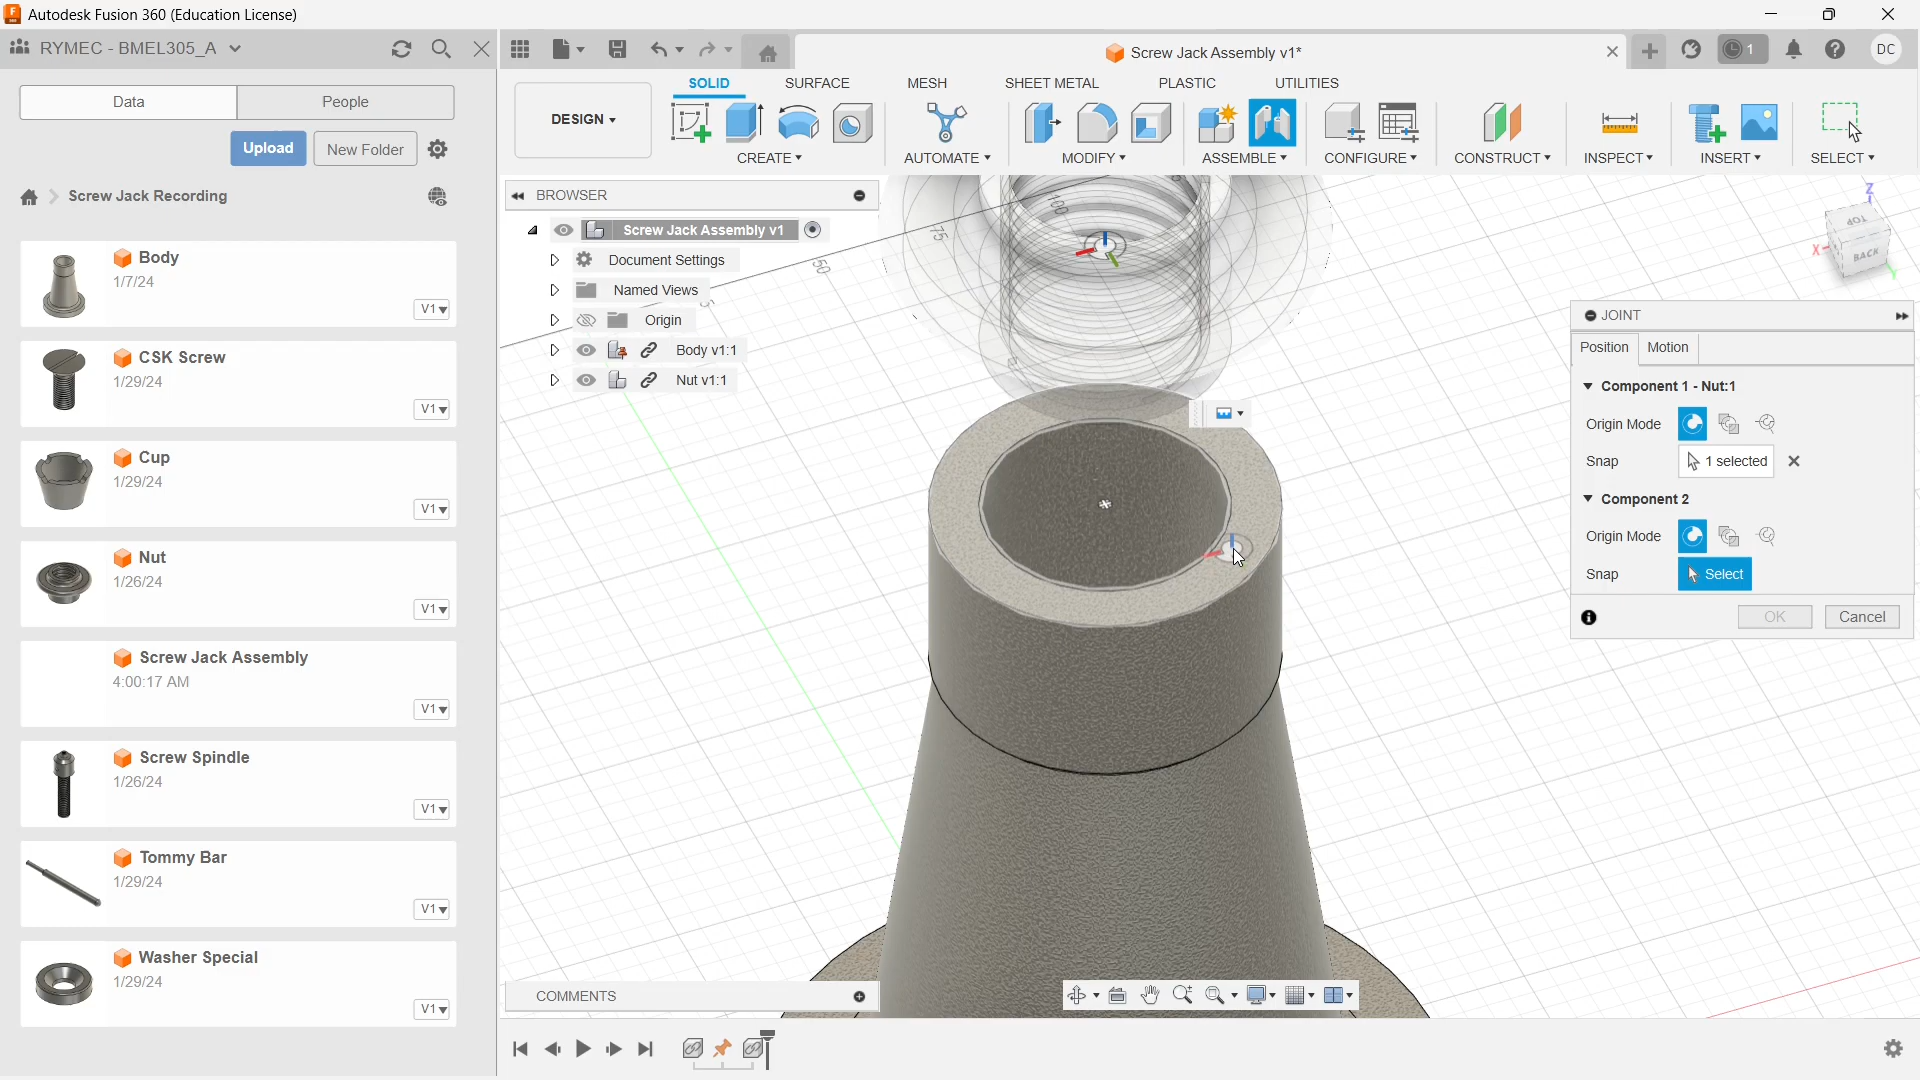 Autodesk Fusion 360 (Education License)
RYMEC - BMEL305_A
Screw Jack Assembly v1*
1
DC
Data
People
Upload
New Folder
Screw Jack Recording
Body
1/7/24
V1
CSK Screw
1/29/24
V1
Cup
1/29/24
V1
Nut
1/26/24
V1
Screw Jack Assembly
4:00:17 AM
V1
Screw Spindle
1/26/24
V1
Tommy Bar
1/29/24
V1
Washer Special
1/29/24
V1
DESIGN
SOLID
SURFACE
MESH
SHEET METAL
PLASTIC
UTILITIES
CREATE
AUTOMATE
MODIFY
ASSEMBLE
CONFIGURE
CONSTRUCT
INSPECT
INSERT
SELECT
BROWSER
Screw Jack Assembly v1
Document Settings
Named Views
Origin
Body v1:1
Nut v1:1
100
75
50
Z
TOP
X
BACK
Y
JOINT
Position
Motion
Component 1 - Nut:1
Origin Mode
Snap
1 selected
Component 2
Origin Mode
Snap
Select
OK
Cancel
COMMENTS